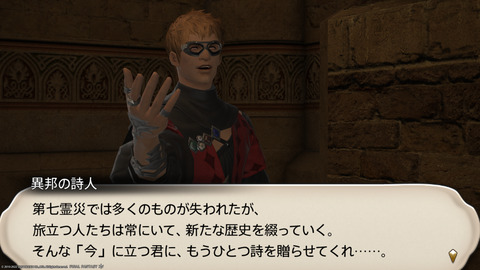 異邦の詩人
第七霊災では多くのものが失われたが、
旅立つ人々は常にいて、新たな歴史を綴っていく。
そんな「今」に立つ君に、もうひとつ詩を贈らせてくれ……。